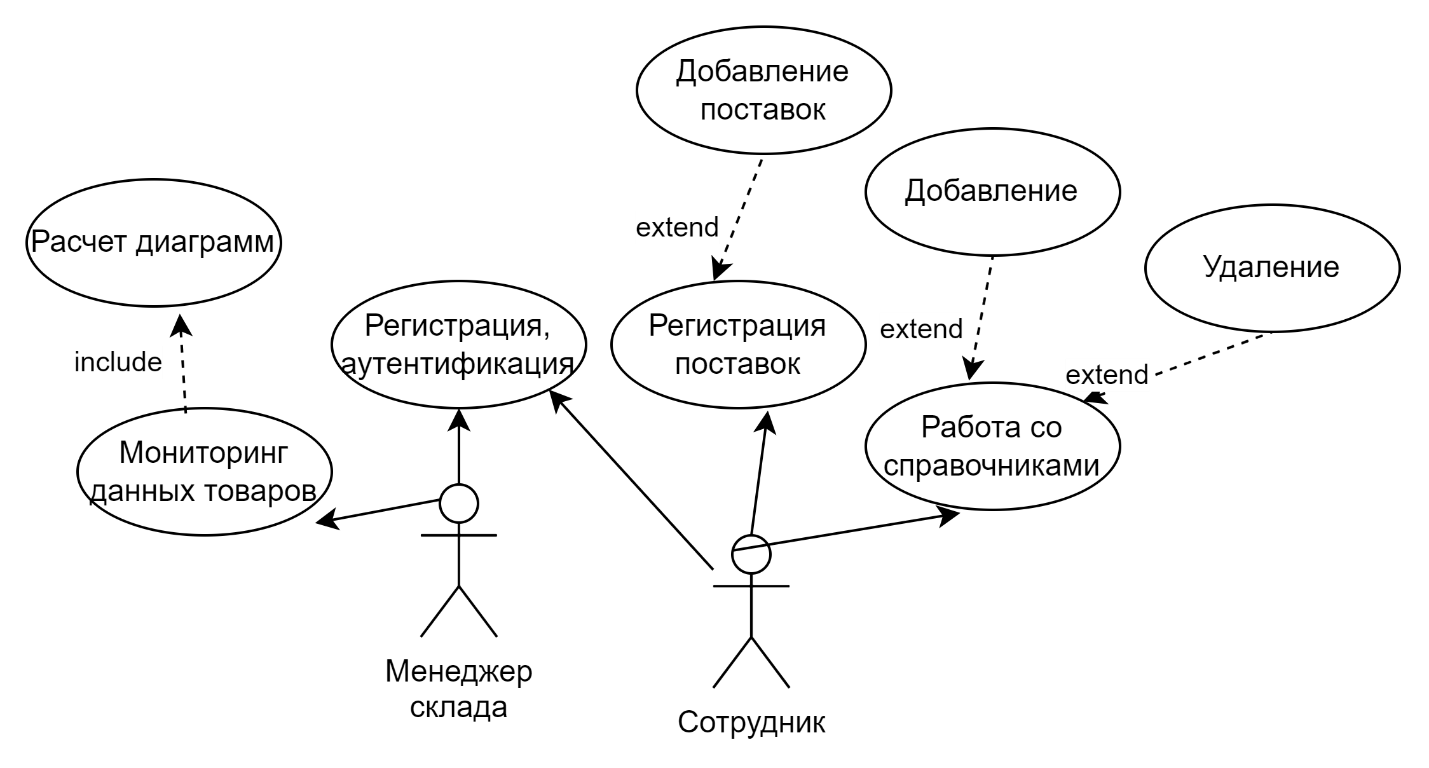 Добавление
поставок
Добавление
Расчет диаграмм
extend
Удаление
Регистрация,
аутентификация
Регистрация
поставок
extend
include
extend
Мониторинг
данных товаров
Работа со
справочниками
Менеджер
склада
Сотрудник